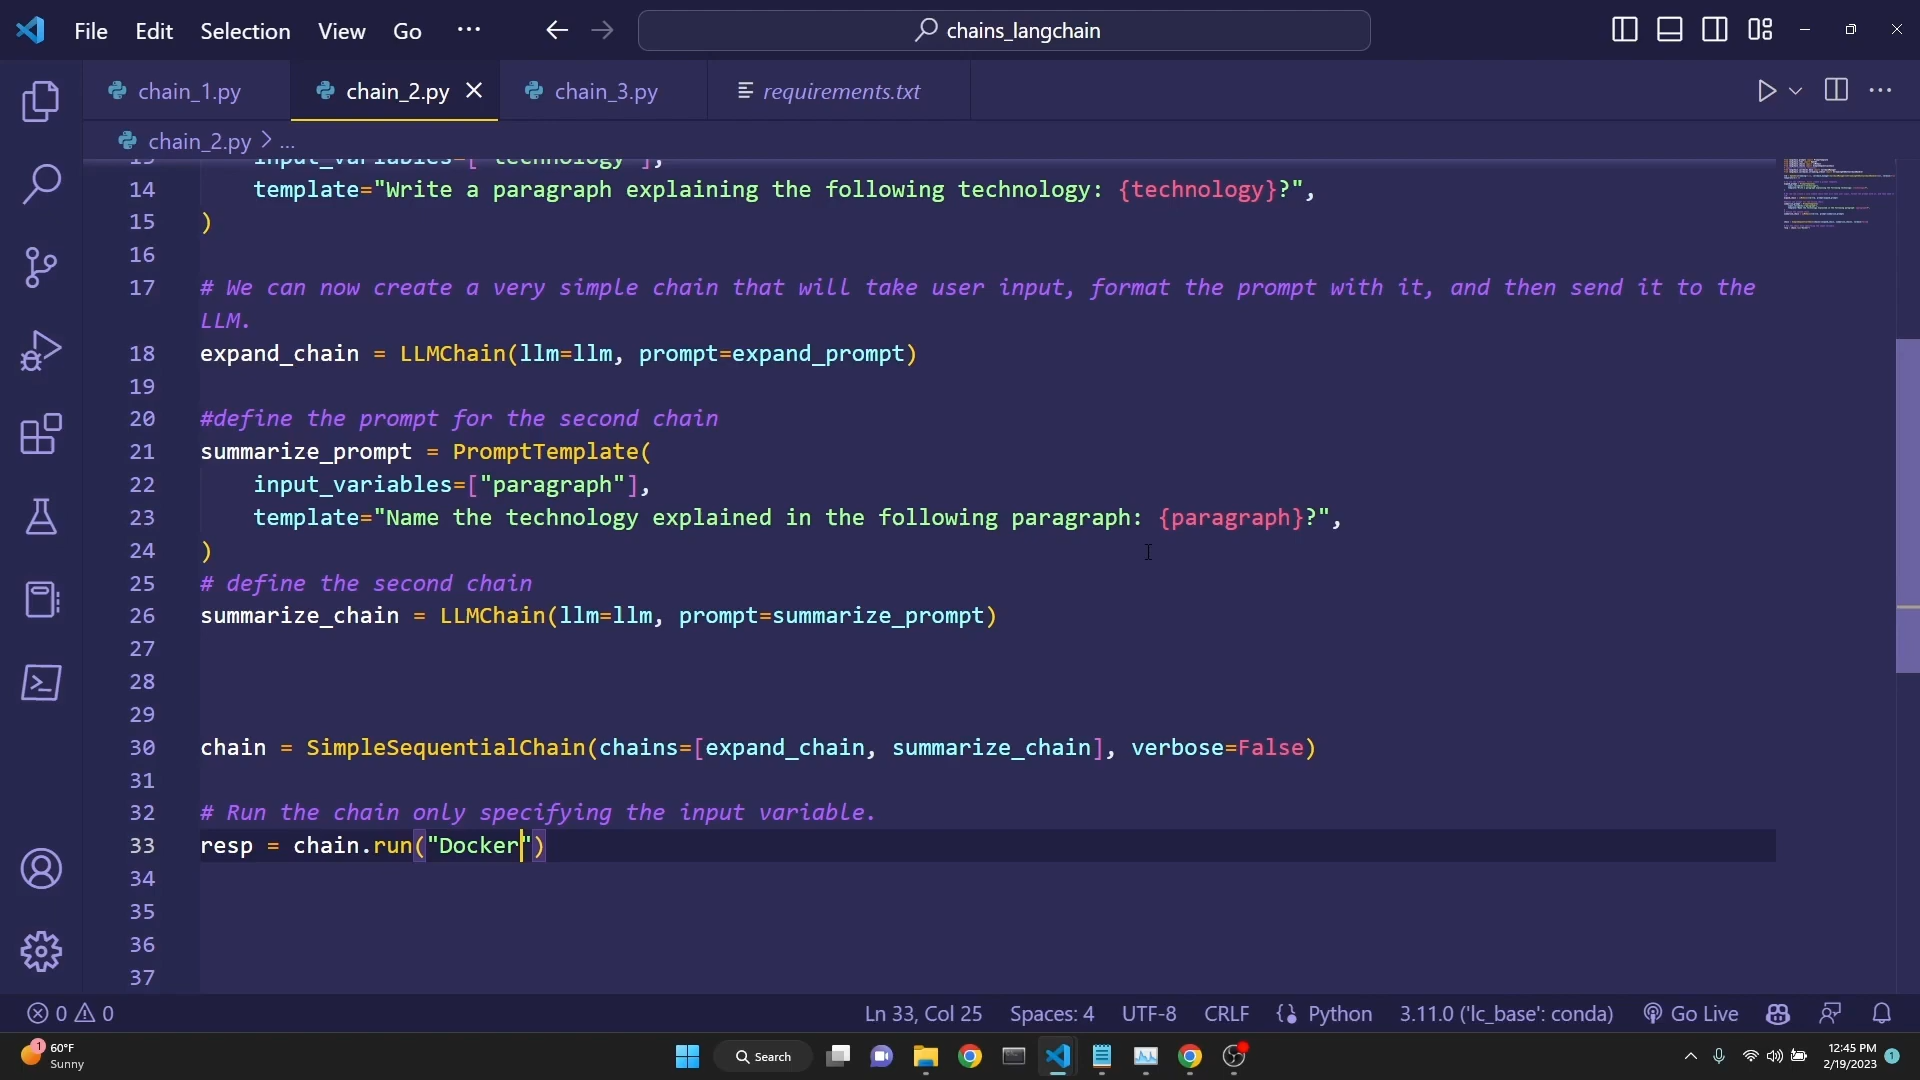 File Edit Selection View Go ··· chains_langchain
chain_1.py chain_2.py chain_3.py requirements.txt
chain_2.py > ...
input_variables=["technology"],
14 template="Write a paragraph explaining the following technology: {technology}?",
15 )
16
17 # We can now create a very simple chain that will take user input, format the prompt with it, and then send it to the
LLM.
18 expand_chain = LLMChain(llm=llm, prompt=expand_prompt)
19
20 #define the prompt for the second chain
21 summarize_prompt = PromptTemplate(
22 input_variables=["paragraph"],
23 template="Name the technology explained in the following paragraph: {paragraph}?",
24 )
25 # define the second chain
26 summarize_chain = LLMChain(llm=llm, prompt=summarize_prompt)
27
28
29
30 chain = SimpleSequentialChain(chains=[expand_chain, summarize_chain], verbose=False)
31
32 # Run the chain only specifying the input variable.
33 resp = chain.run("Docker")
34
35
36
37
0 0 Ln 33, Col 25 Spaces: 4 UTF-8 CRLF Python 3.11.0 ('lc_base': conda) Go Live
1 60°F Search 12:45 PM 1
Sunny 2/19/2023